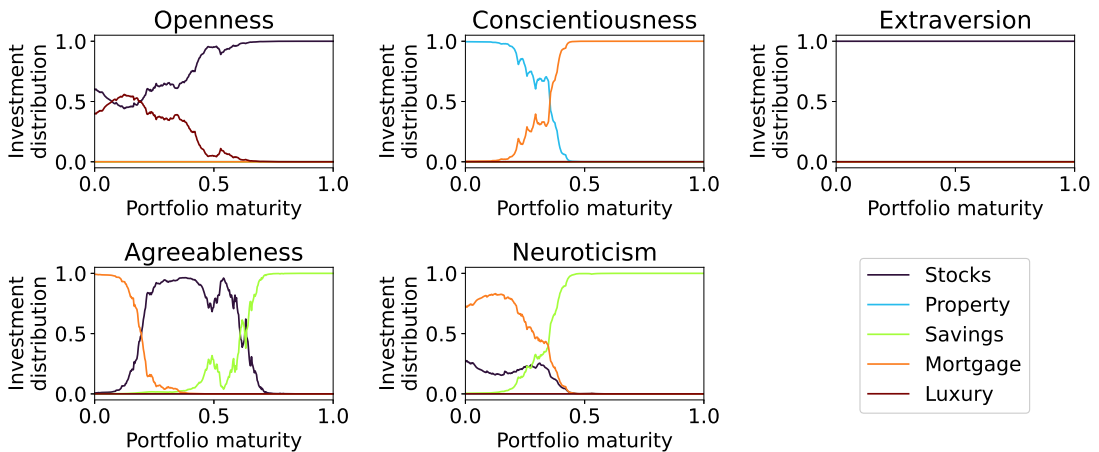 Openness
Investment
distribution
1.0
0.5
0.0
0.0
0.5
1.0
Portfolio maturity
Conscientiousness
Investment
distribution
1.0
0.5
0.0
0.0
0.5
1.0
Portfolio maturity
Extraversion
Investment
distribution
1.0
0.5
0.0
0.0
0.5
1.0
Portfolio maturity
Agreeableness
Investment
distribution
1.0
0.5
0.0
0.0
0.5
1.0
Portfolio maturity
Neuroticism
Investment
distribution
1.0
0.5
0.0
0.0
0.5
1.0
Portfolio maturity
Stocks
Property
Savings
Mortgage
Luxury